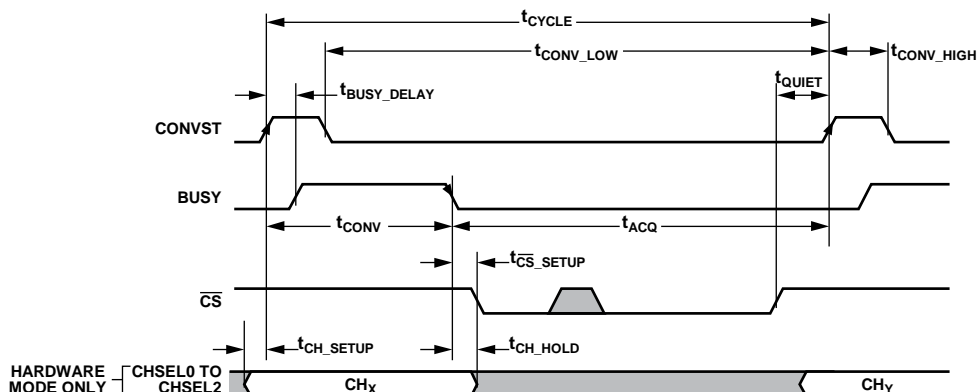 tCYCLE
tCONV_LOW
tCONV_HIGH
tQUIET
tBUSY_DELAY
CONVST
BUSY
tCONV
tACQ
tCS_SETUP
CS
tCH_SETUP
tCH_HOLD
HARDWARE MODE ONLY
CHSEL0 TO CHSEL2
CHX
CHY